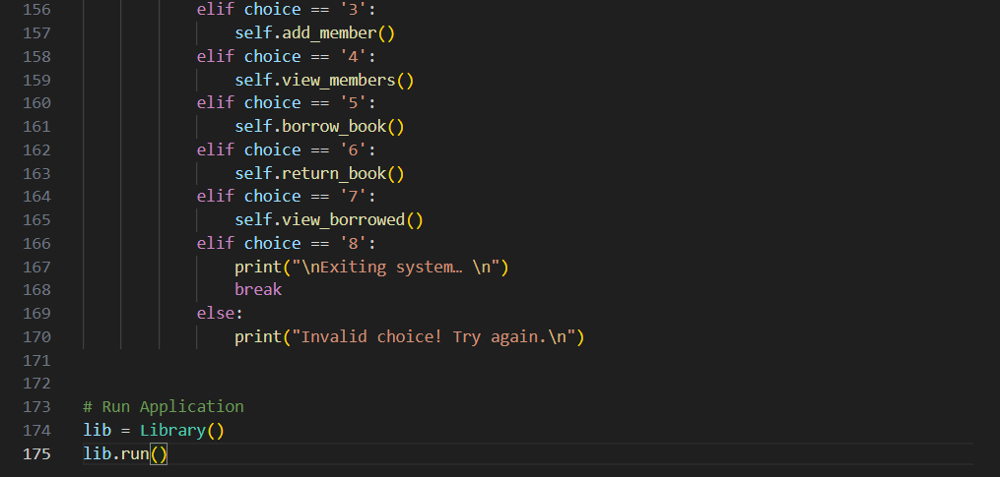 156 elif choice == '3':
157 self.add_member()
158 elif choice == '4':
159 self.view_members()
160 elif choice == '5':
161 self.borrow_book()
162 elif choice == '6':
163 self.return_book()
164 elif choice == '7':
165 self.view_borrowed()
166 elif choice == '8':
167 print("\nExiting system… \n")
168 break
169 else:
170 print("Invalid choice! Try again.\n")
171
172
173 # Run Application
174 lib = Library()
175 lib.run()